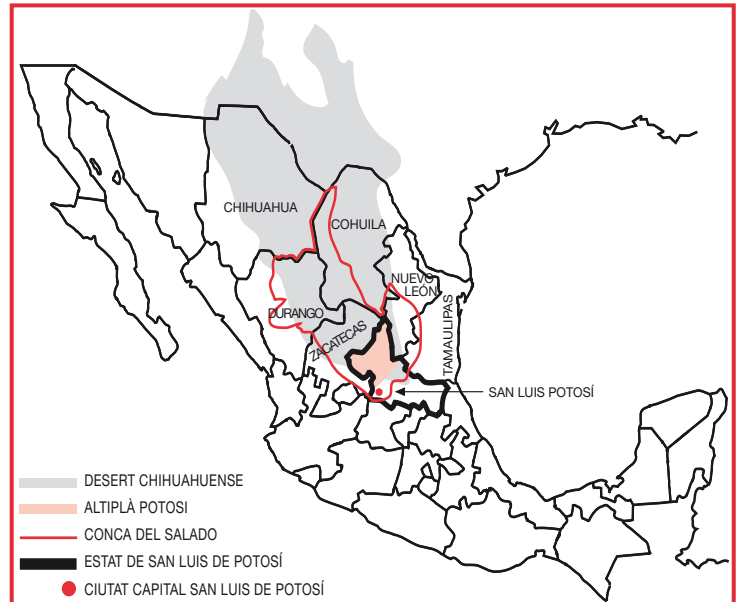 CHIHUAHUA
COHUILA
NUEVO
LEÓN
DURANGO
ZACATECAS
TAMAULIPAS
SAN LUIS POTOSÍ
DESERT CHIHUAHUENSE
ALTIPLÀ POTOSI
CONCA DEL SALADO
ESTAT DE SAN LUIS DE POTOSÍ
CIUTAT CAPITAL SAN LUIS DE POTOSÍ